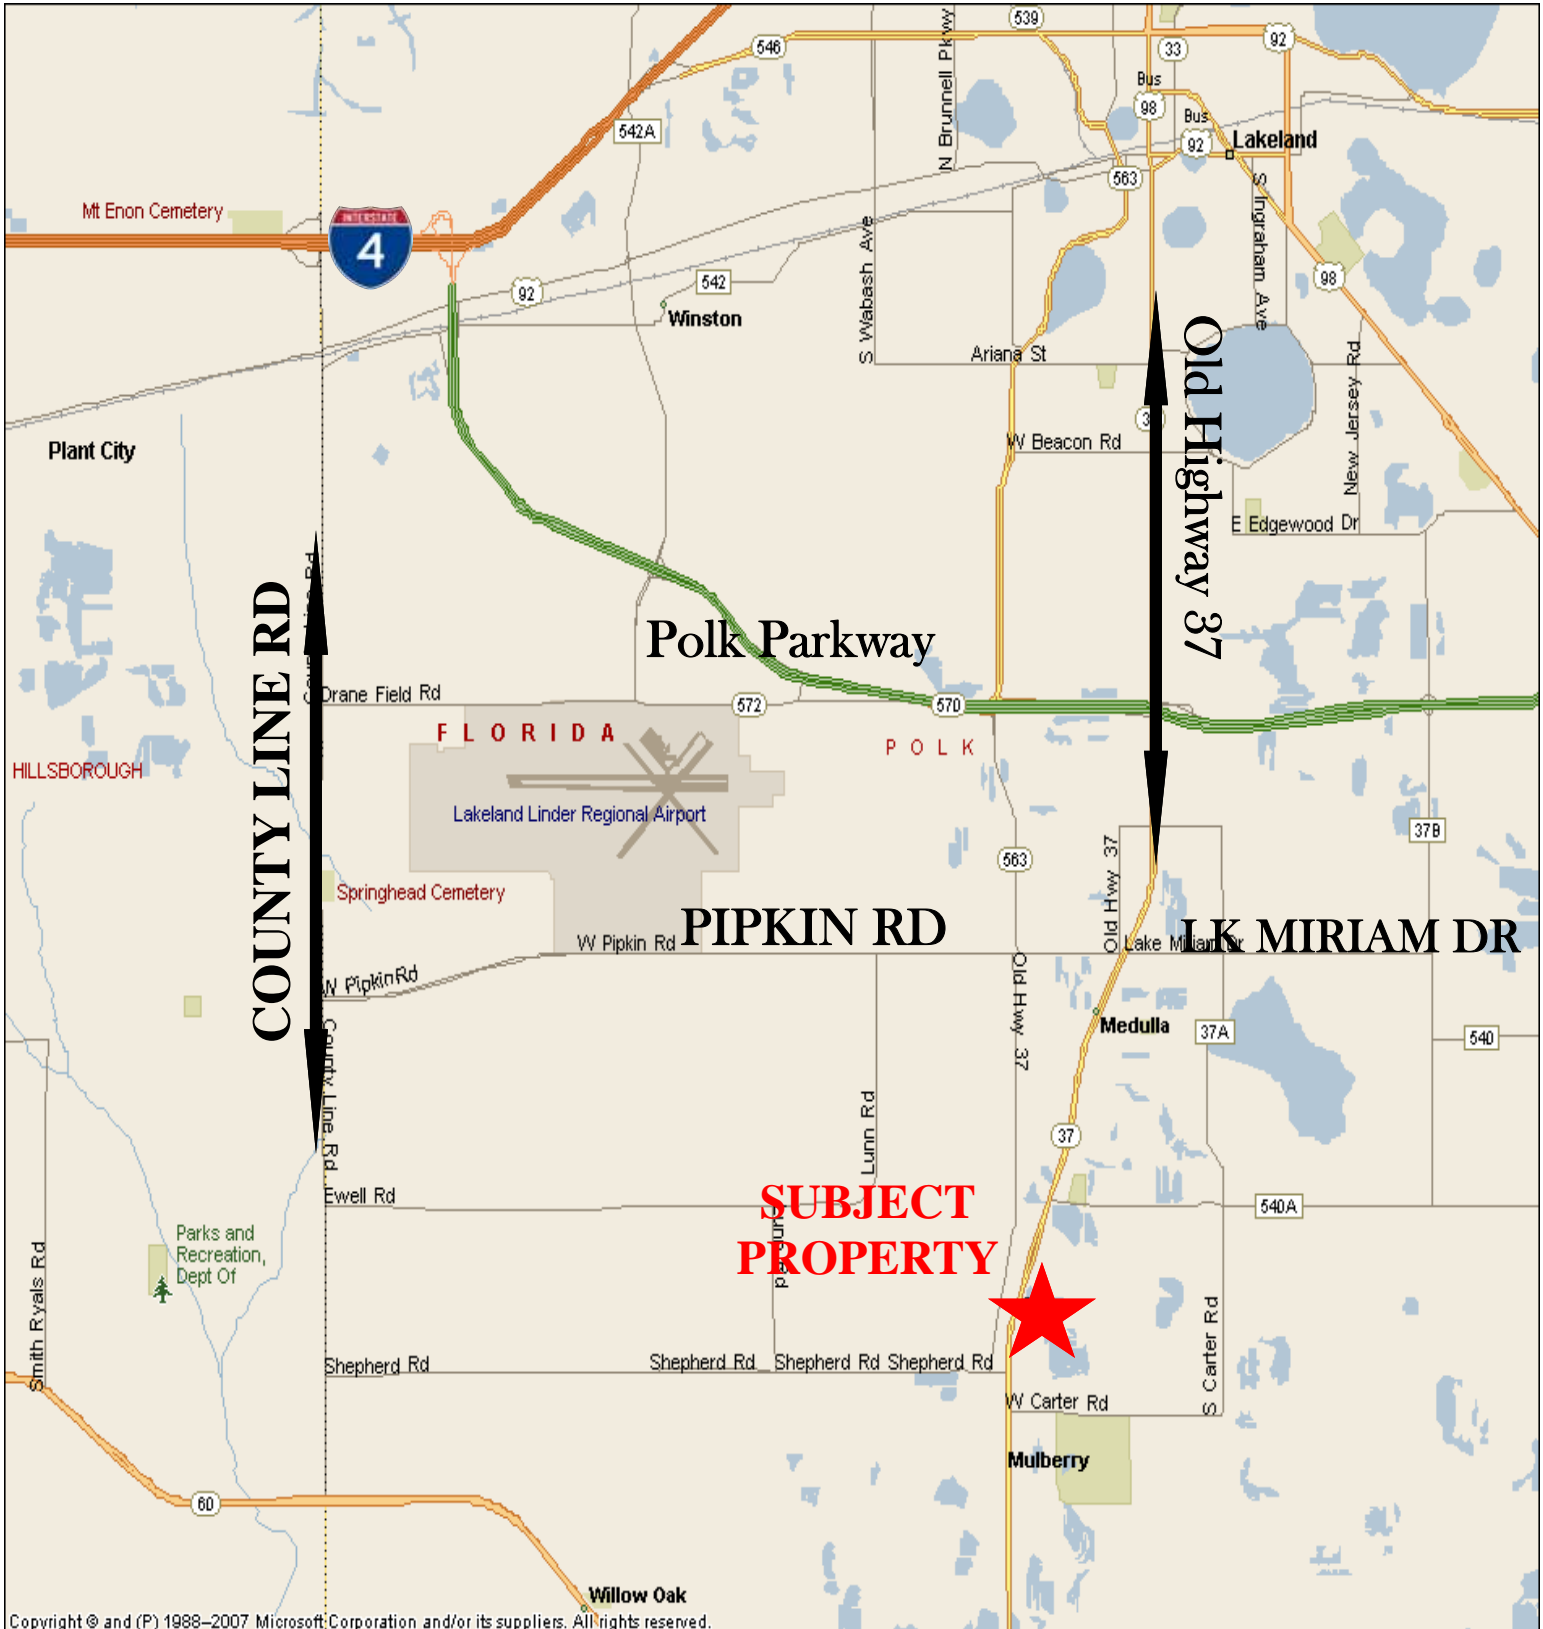 539
546
33
92
Bus
98
N Brunnell Pkwy
542A
Bus
92
Lakeland
563
S Ingraham Ave
Mt Enon Cemetery
INTERSTATE
4
98
92
542
Winston
S Wabash Ave
Ariana St
New Jersey Rd
Old Highway 37
W Beacon Rd
Plant City
E Edgewood Dr
COUNTY LINE RD
Polk Parkway
Drane Field Rd
572
570
FLORIDA
POLK
HILLSBOROUGH
Lakeland Linder Regional Airport
37B
563
Old Hwy 37
Springhead Cemetery
W Pipkin Rd
PIPKIN RD
Lake Miriam Dr
LK MIRIAM DR
W Pipkin Rd
Old Hwy 37
Medulla
37A
540
County Line Rd
Lunn Rd
37
Ewell Rd
SUBJECT
PROPERTY
540A
Parks and
Recreation,
Dept Of
Smith Ryals Rd
S Carter Rd
Shepherd Rd
Shepherd Rd
Shepherd Rd
Shepherd Rd
W Carter Rd
Mulberry
60
Willow Oak
Copyright © and (P) 1988–2007 Microsoft Corporation and/or its suppliers. All rights reserved.